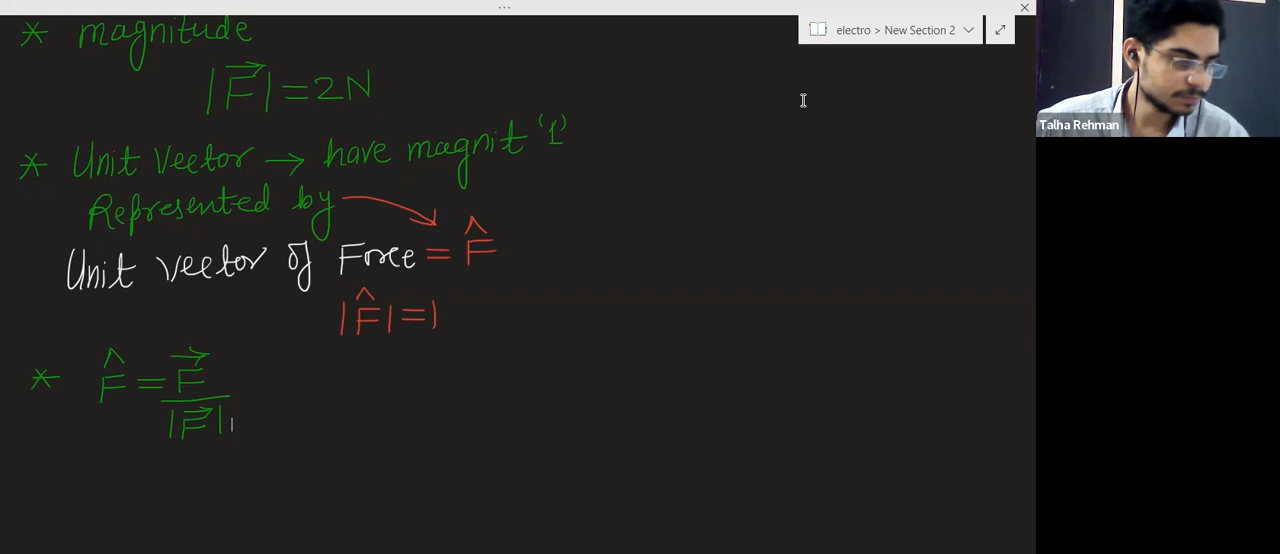 ...
electro > New Section 2
* magnitude
|F⃗| = 2N
* Unit Vector → have magnit '1'
Represented by
Unit vector of Force = F̂
|F̂| = 1
* F̂ = F⃗ / |F⃗|
Talha Rehman